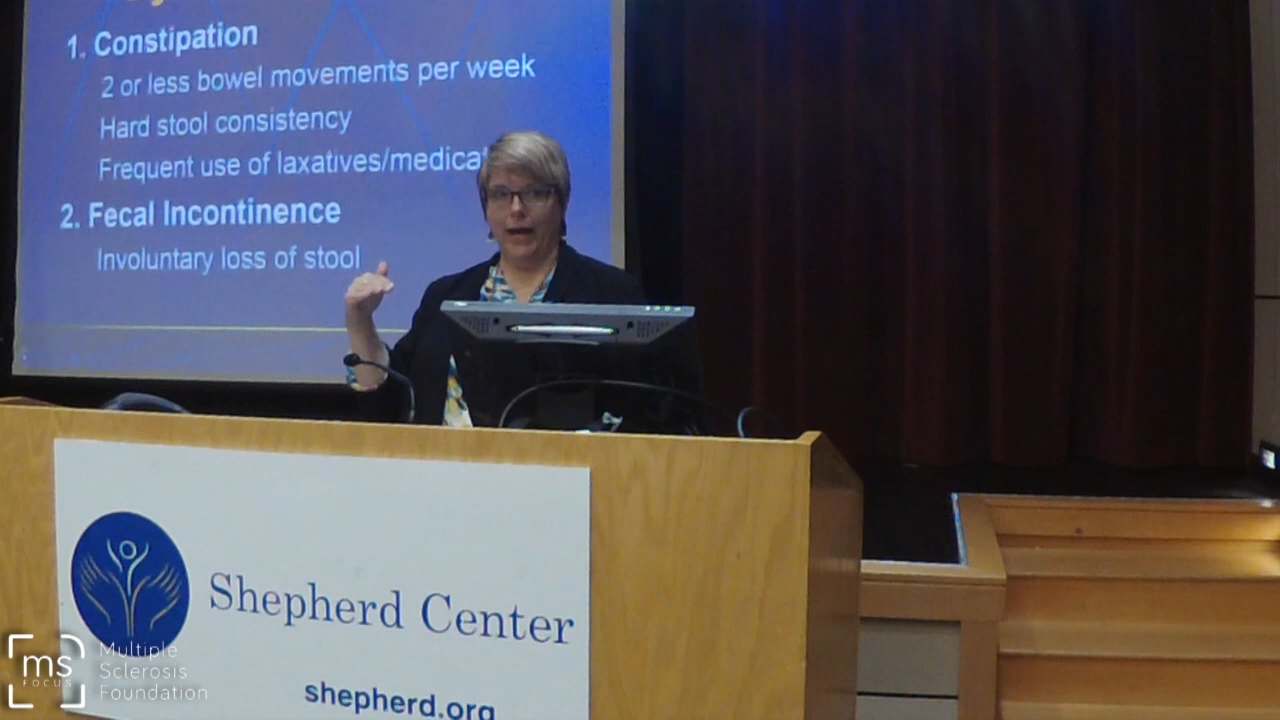 1. Constipation
2 or less bowel movements per week
Hard stool consistency
Frequent use of laxatives/medicat
2. Fecal Incontinence
Involuntary loss of stool
Shepherd Center
shepherd.org
ms
FOCUS
Multiple
Sclerosis
Foundation